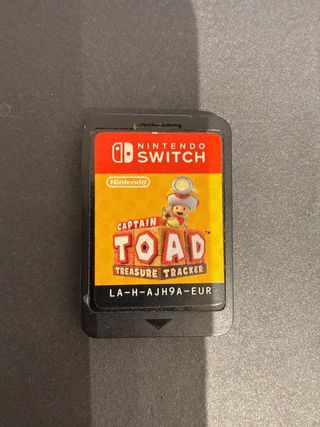 NINTENDO
SWITCH
Nintendo
CAPTAIN
TOAD
TREASURE TRACKER
LA-H-AJH9A-EUR